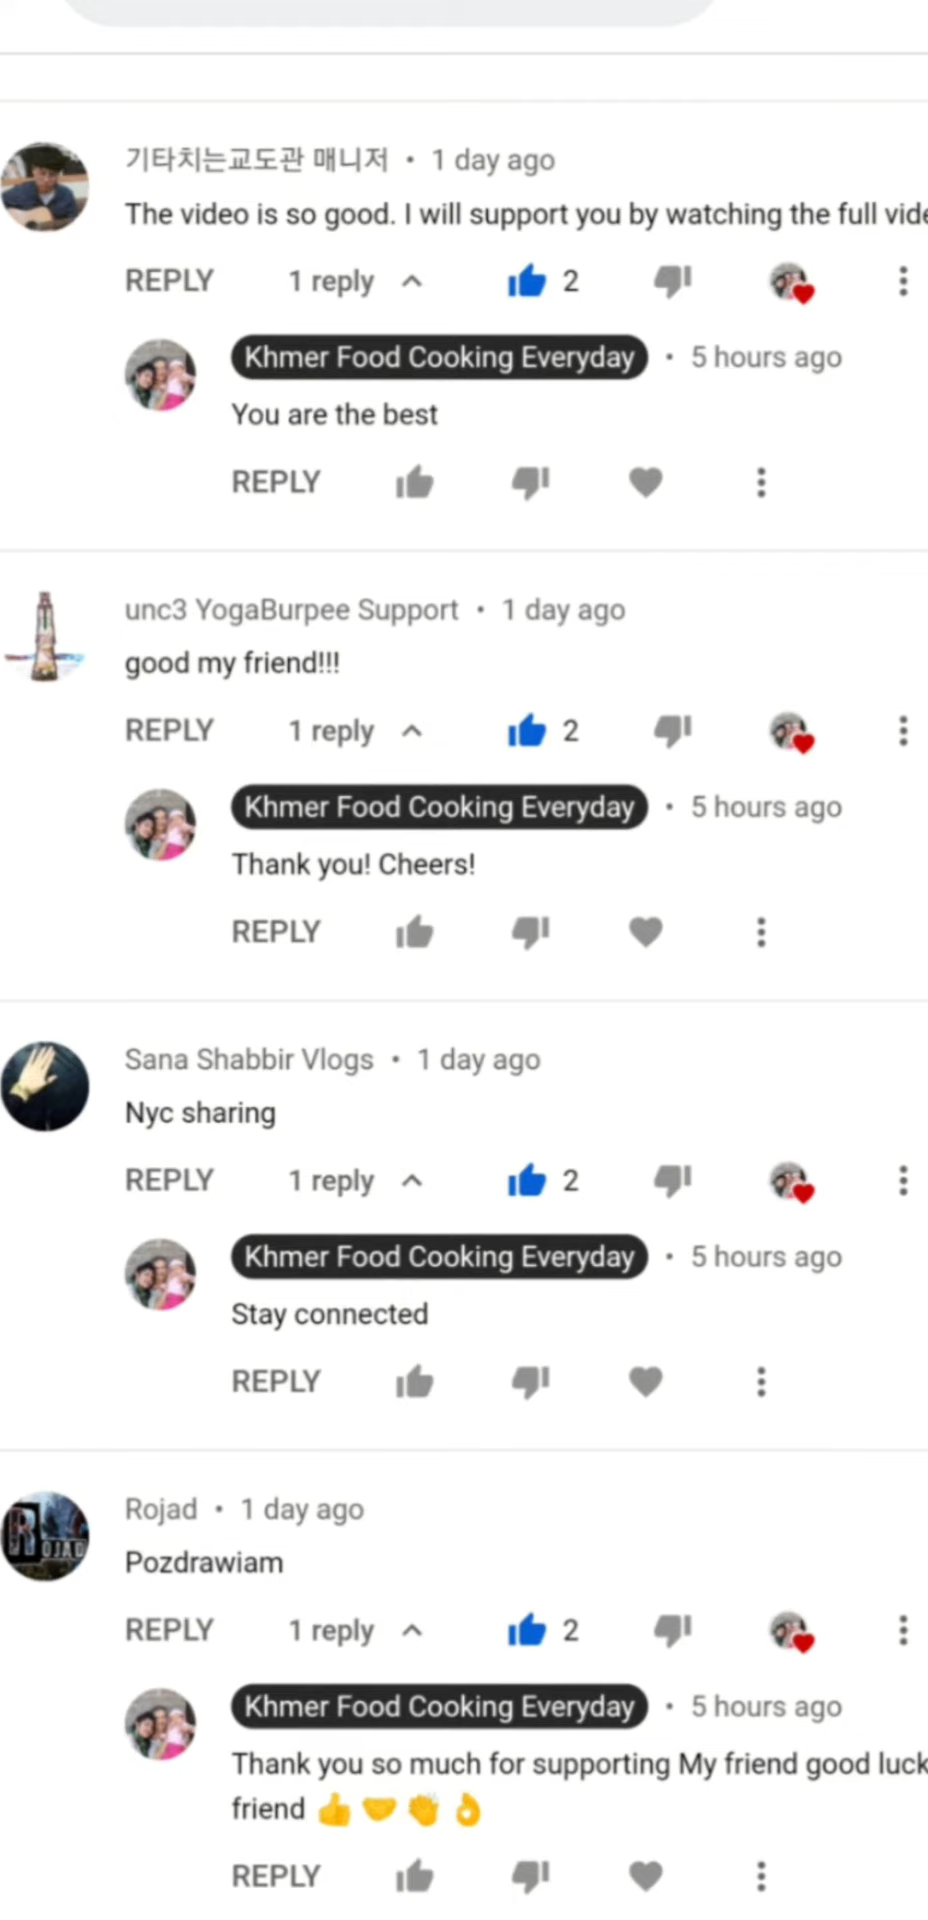 기타치는교도관 매니저 • 1 day ago
The video is so good. I will support you by watching the full vide
REPLY 1 reply 2
Khmer Food Cooking Everyday • 5 hours ago
You are the best
REPLY
unc3 YogaBurpee Support • 1 day ago
good my friend!!!
REPLY 1 reply 2
Khmer Food Cooking Everyday • 5 hours ago
Thank you! Cheers!
REPLY
Sana Shabbir Vlogs • 1 day ago
Nyc sharing
REPLY 1 reply 2
Khmer Food Cooking Everyday • 5 hours ago
Stay connected
REPLY
Rojad • 1 day ago
Pozdrawiam
REPLY 1 reply 2
Khmer Food Cooking Everyday • 5 hours ago
Thank you so much for supporting My friend good luck
friend 👍 🤝 👏 👌
REPLY